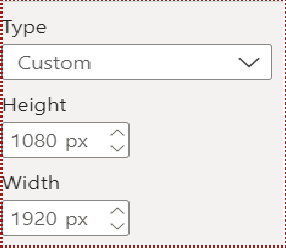 Type
Custom
Height
1080 px
Width
1920 px